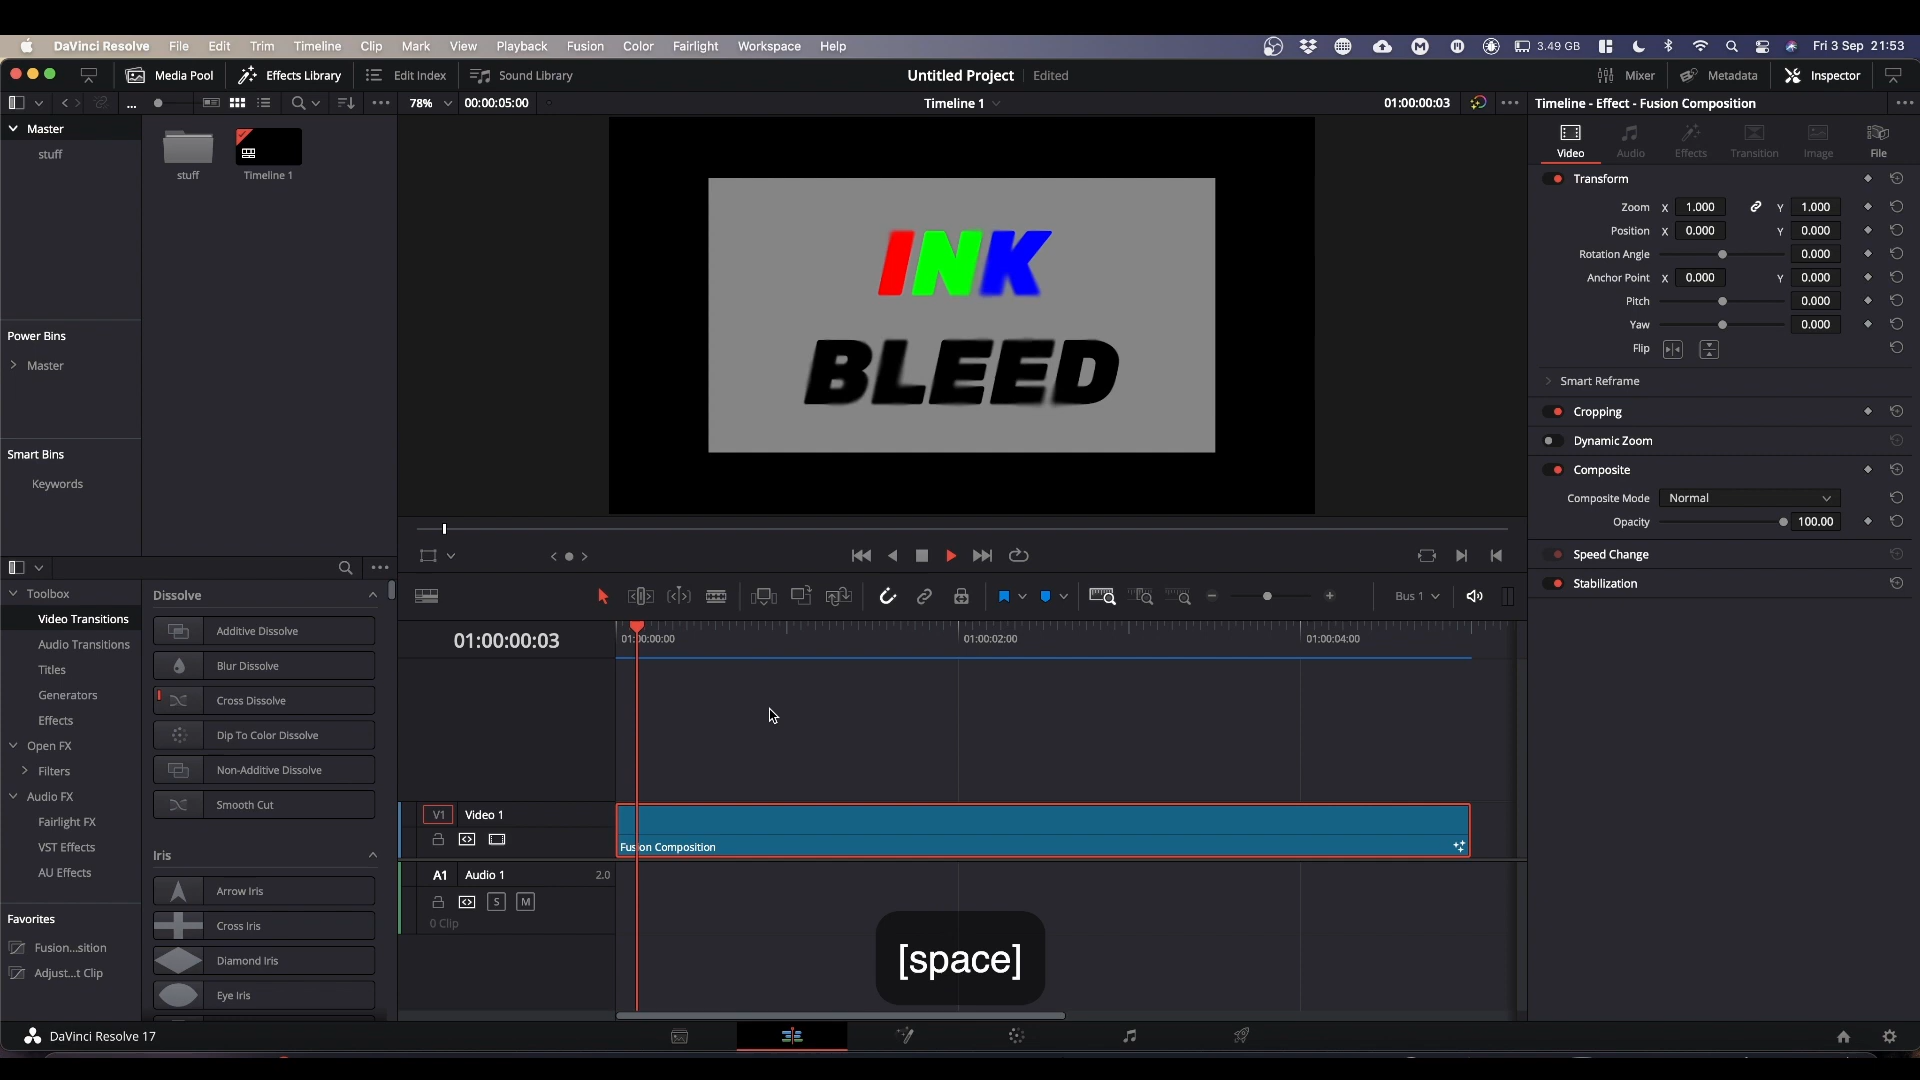 DaVinci Resolve File Edit Trim Timeline Clip Mark View Playback Fusion Color Fairlight Workspace Help 3.49 GB Fri 3 Sep 21:53
Media Pool Effects Library Edit Index Sound Library Untitled Project Edited Mixer Metadata Inspector
78% 00:00:05:00 Timeline 1 01:00:00:03 Timeline - Effect - Fusion Composition
Master
stuff
stuff
Timeline 1
Power Bins
Master
Smart Bins
Keywords
INK
BLEED
Video Audio Effects Transition Image File
Transform
Zoom X 1.000 Y 1.000
Position X 0.000 Y 0.000
Rotation Angle 0.000
Anchor Point X 0.000 Y 0.000
Pitch 0.000
Yaw 0.000
Flip
Smart Reframe
Cropping
Dynamic Zoom
Composite
Composite Mode Normal
Opacity 100.00
Speed Change
Stabilization
Toolbox
Video Transitions
Audio Transitions
Titles
Generators
Effects
Open FX
Filters
Audio FX
Fairlight FX
VST Effects
AU Effects
Favorites
Fusion...sition
Adjust...t Clip
Dissolve
Additive Dissolve
Blur Dissolve
Cross Dissolve
Dip To Color Dissolve
Non-Additive Dissolve
Smooth Cut
Iris
Arrow Iris
Cross Iris
Diamond Iris
Eye Iris
Bus 1
01:00:00:03 01:00:00:00 01:00:02:00 01:00:04:00
V1 Video 1
Fusion Composition
A1 Audio 1 2.0
S M
0 Clip
[space]
DaVinci Resolve 17